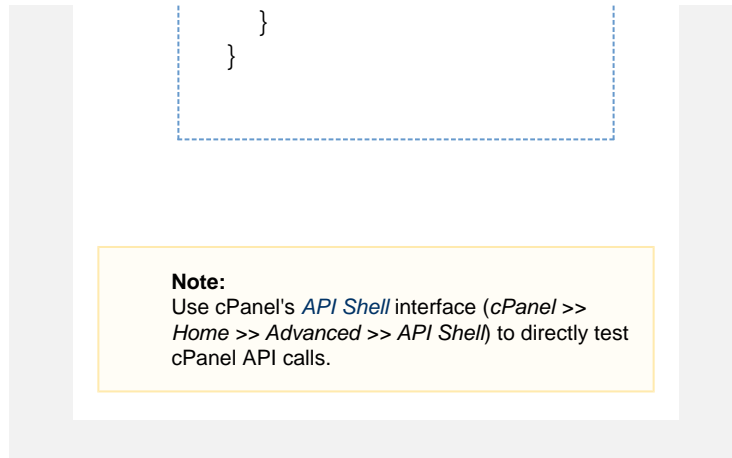 }
}
Note:
Use cPanel's API Shell interface (cPanel >>
Home >> Advanced >> API Shell) to directly test
cPanel API calls.